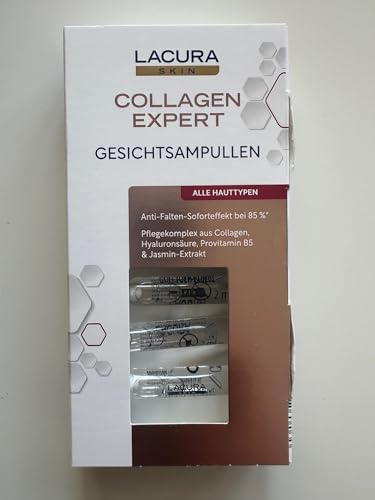 LACURA
SKIN
COLLAGEN
EXPERT
GESICHTSAMPULLEN
ALLE HAUTTYPEN
Anti-Falten-Soforteffekt bei 85 %*
Pflegekomplex aus Collagen,
Hyaluronsäure, Provitamin B5
& Jasmin-Extrakt
LACURA